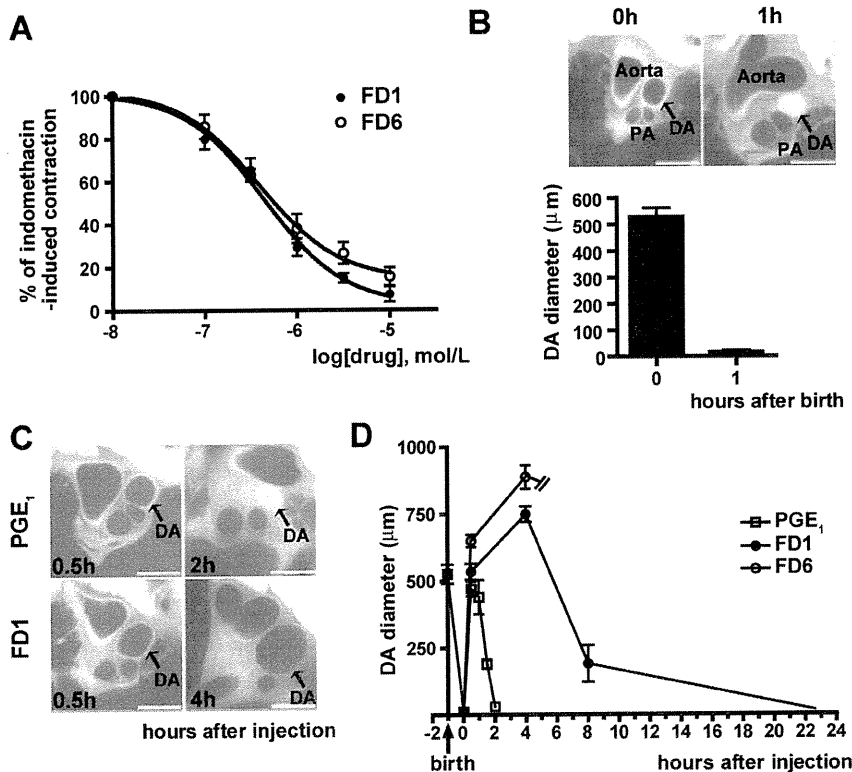 A
% of indomethacin
-induced contraction
100
80
60
40
20
0
-8
-7
-6
-5
log[drug], mol/L
FD1
FD6
B
0h
1h
Aorta
DA
PA
Aorta
DA
PA
DA diameter (μm)
600
500
400
300
200
100
0
0
1
hours after birth
C
PGE1
DA
0.5h
DA
2h
FD1
DA
0.5h
DA
4h
hours after injection
D
DA diameter (μm)
1000
750
500
250
PGE1
FD1
FD6
-2 0 2 4 6 8 10 12 14 16 18 20 22 24
birth
hours after injection